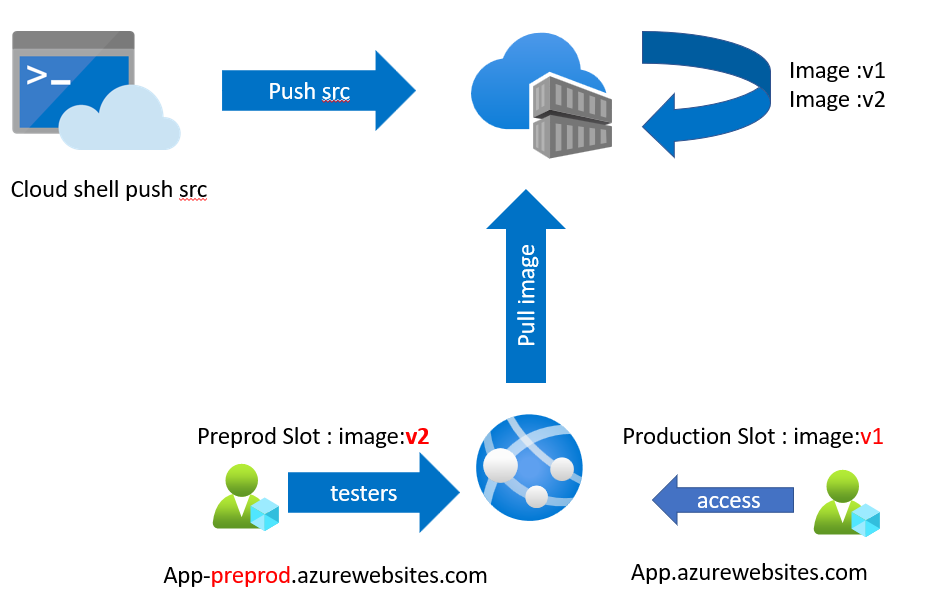 >_
Push src
Image :v1
Image :v2
Cloud shell push src
Pull image
Preprod Slot : image:v2
Production Slot : image:v1
testers
access
App-preprod.azurewebsites.com
App.azurewebsites.com